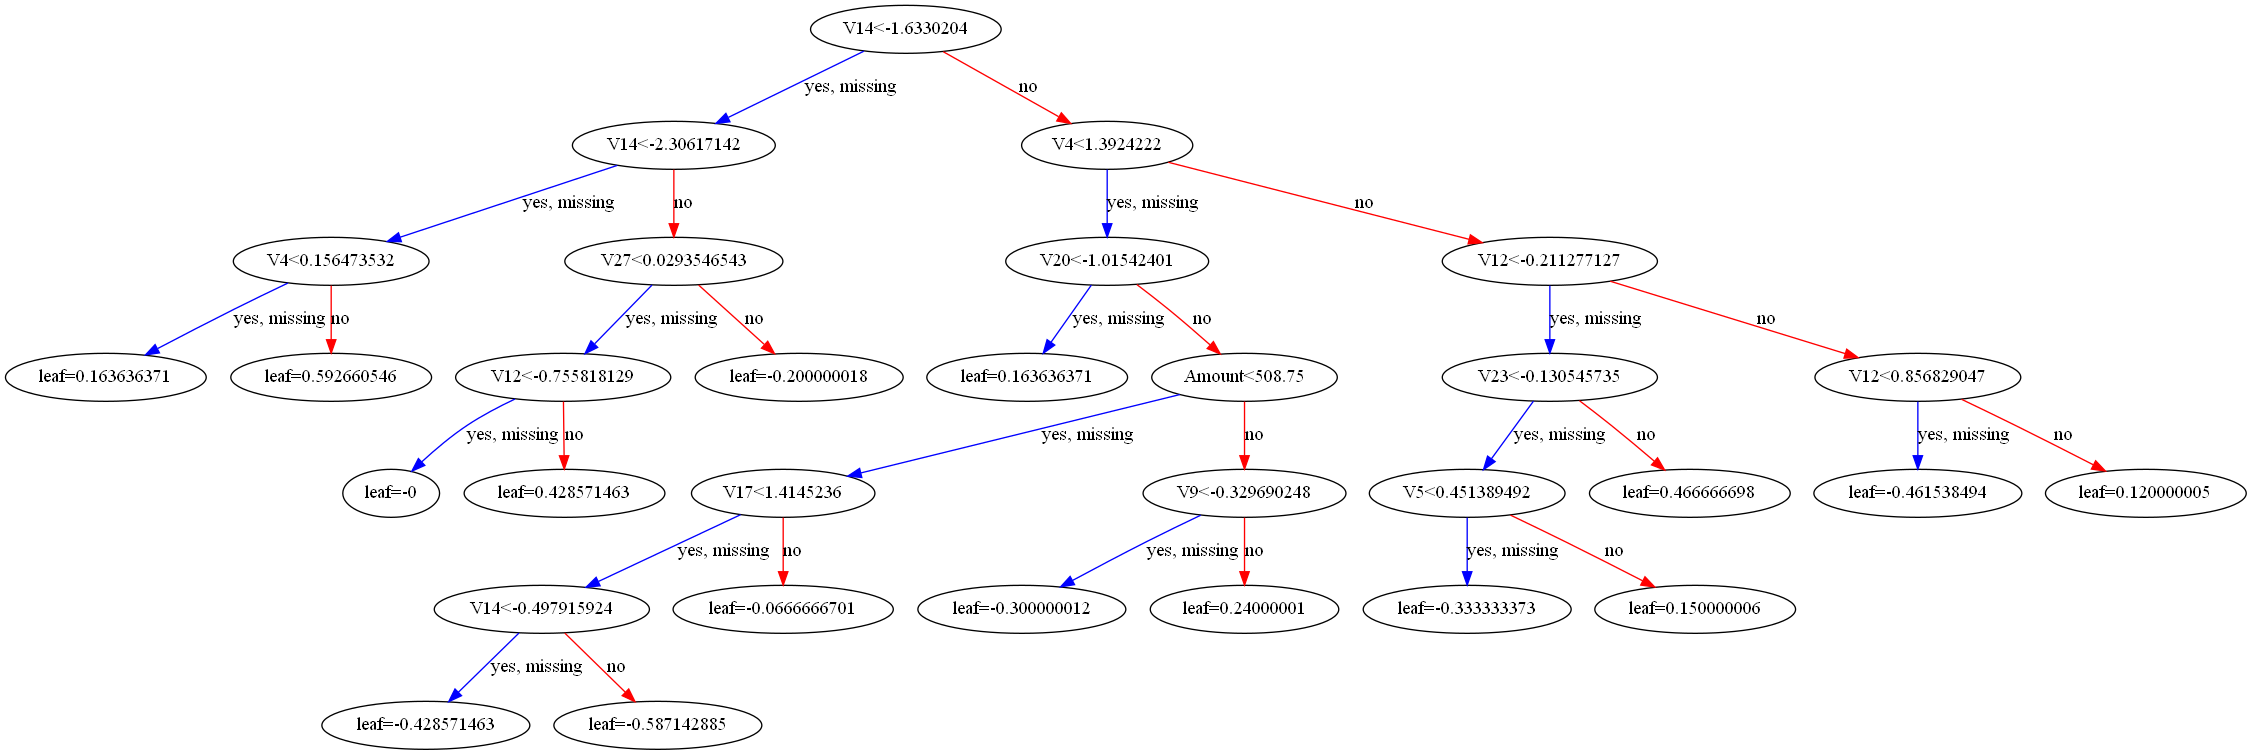 V14<-1.6330204
yes, missing
no
V14<-2.30617142
V4<1.3924222
yes, missing
no
yes, missing
no
V4<0.156473532
V27<0.0293546543
V20<-1.01542401
V12<-0.211277127
yes, missing
no
yes, missing
no
yes, missing
no
yes, missing
no
leaf=0.163636371
leaf=0.592660546
V12<-0.755818129
leaf=-0.200000018
leaf=0.163636371
Amount<508.75
V23<-0.130545735
V12<0.856829047
yes, missing
no
yes, missing
no
yes, missing
no
yes, missing
no
leaf=-0
leaf=0.428571463
V17<1.4145236
V9<-0.329690248
V5<0.451389492
leaf=0.466666698
leaf=-0.461538494
leaf=0.120000005
yes, missing
no
yes, missing
no
yes, missing
no
V14<-0.497915924
leaf=-0.0666666701
leaf=-0.300000012
leaf=0.24000001
leaf=-0.333333373
leaf=0.150000006
yes, missing
no
leaf=-0.428571463
leaf=-0.587142885